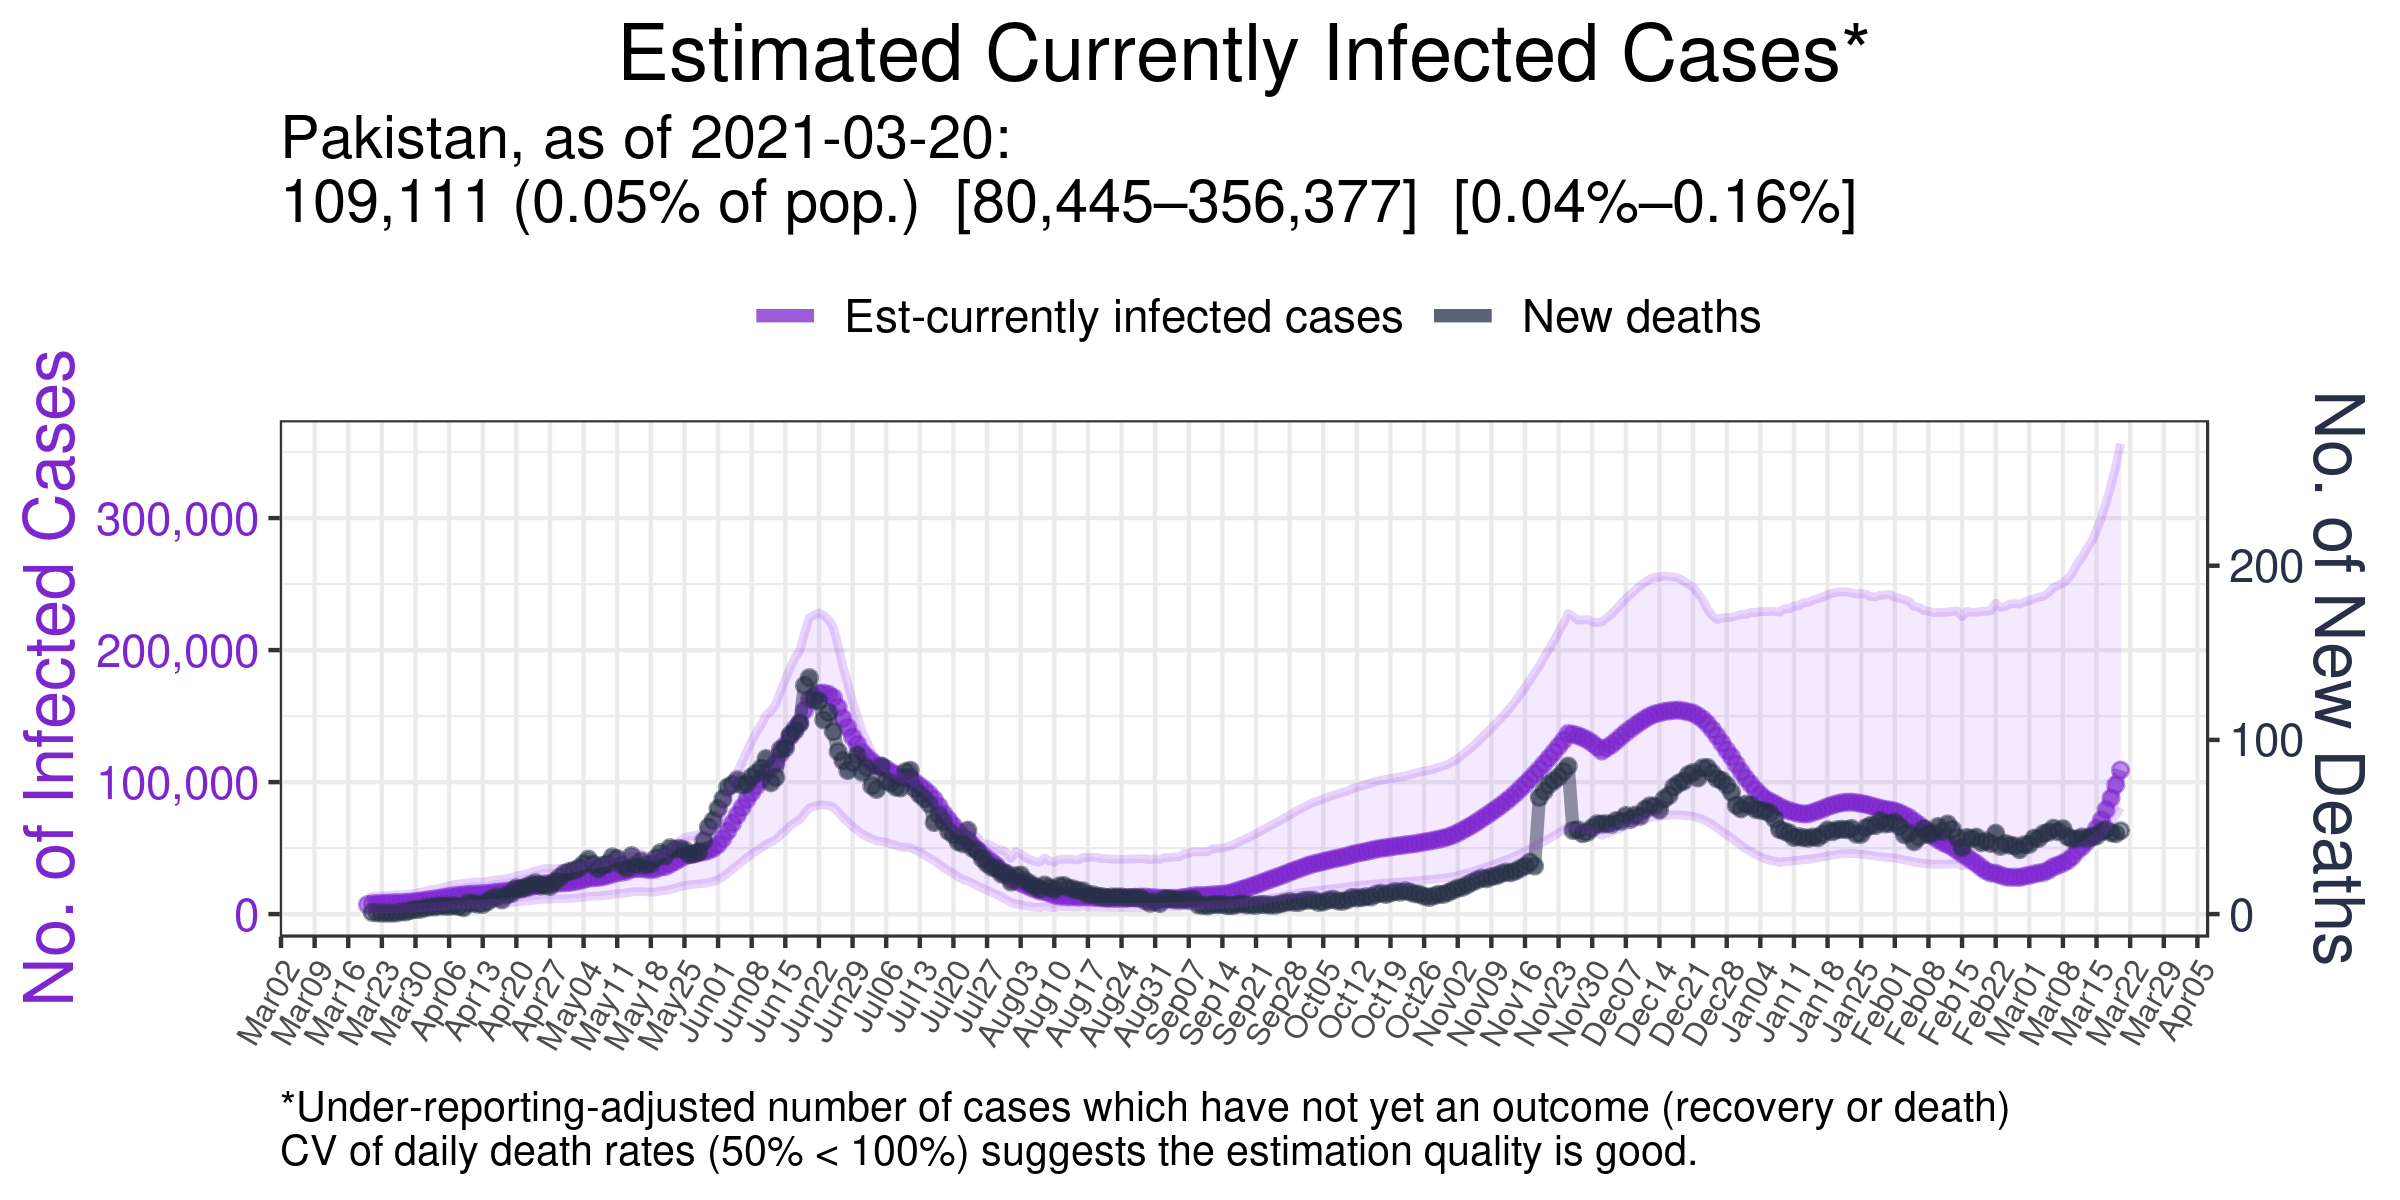 Estimated Currently Infected Cases*
Pakistan, as of 2021-03-20:
109,111 (0.05% of pop.) [80,445–356,377] [0.04%–0.16%]
Est-currently infected cases
New deaths
No. of Infected Cases
300,000
200,000
100,000
0
No. of New Deaths
200
100
0
Mar02
Mar09
Mar16
Mar23
Mar30
Apr06
Apr13
Apr20
Apr27
May04
May11
May18
May25
Jun01
Jun08
Jun15
Jun22
Jun29
Jul06
Jul13
Jul20
Jul27
Aug03
Aug10
Aug17
Aug24
Aug31
Sep07
Sep14
Sep21
Sep28
Oct05
Oct12
Oct19
Oct26
Nov02
Nov09
Nov16
Nov23
Nov30
Dec07
Dec14
Dec21
Dec28
Jan04
Jan11
Jan18
Jan25
Feb01
Feb08
Feb15
Feb22
Mar01
Mar08
Mar15
Mar22
Mar29
Apr05
*Under-reporting-adjusted number of cases which have not yet an outcome (recovery or death)
CV of daily death rates (50% < 100%) suggests the estimation quality is good.